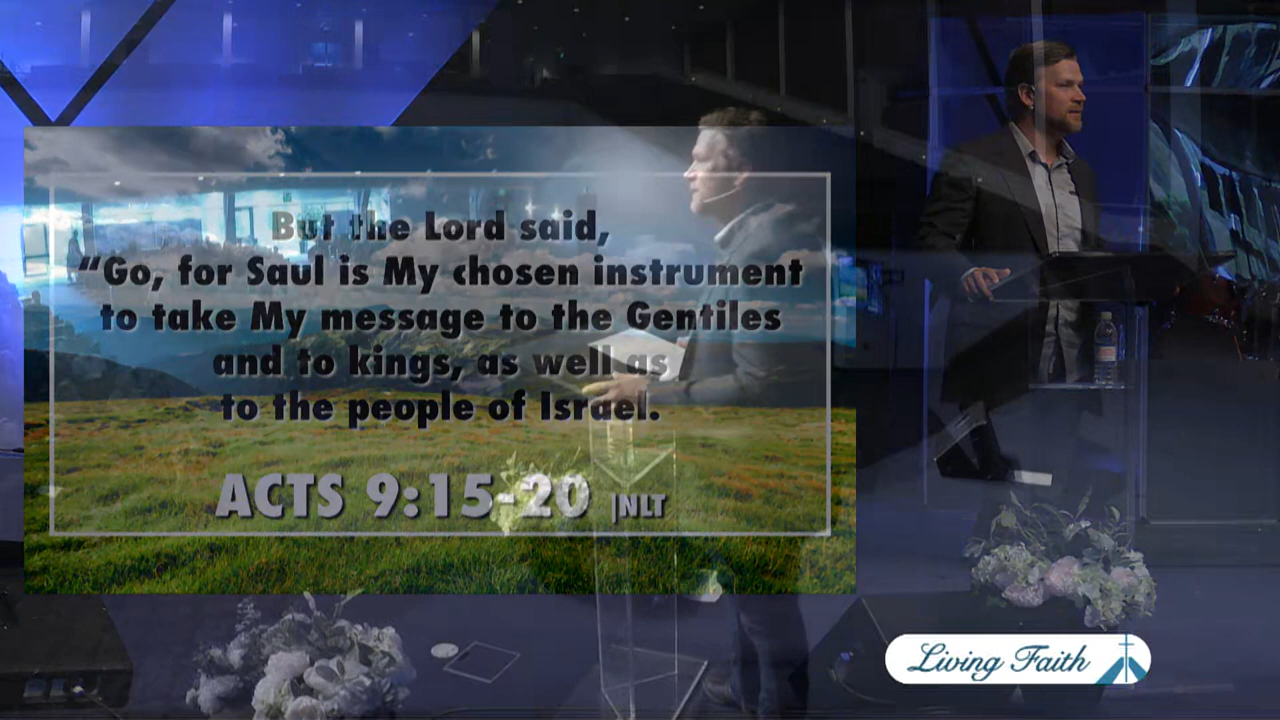 But the Lord said,
“Go, for Saul is My chosen instrument
to take My message to the Gentiles
and to kings, as well as
to the people of Israel.
ACTS 9:15-20 |NLT
Living Faith